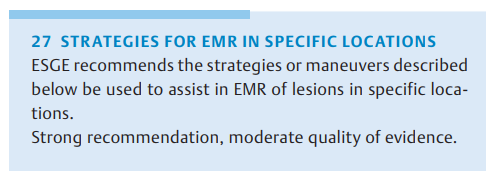 27 STRATEGIES FOR EMR IN SPECIFIC LOCATIONS
ESGE recommends the strategies or maneuvers described
below be used to assist in EMR of lesions in specific loca-
tions.
Strong recommendation, moderate quality of evidence.